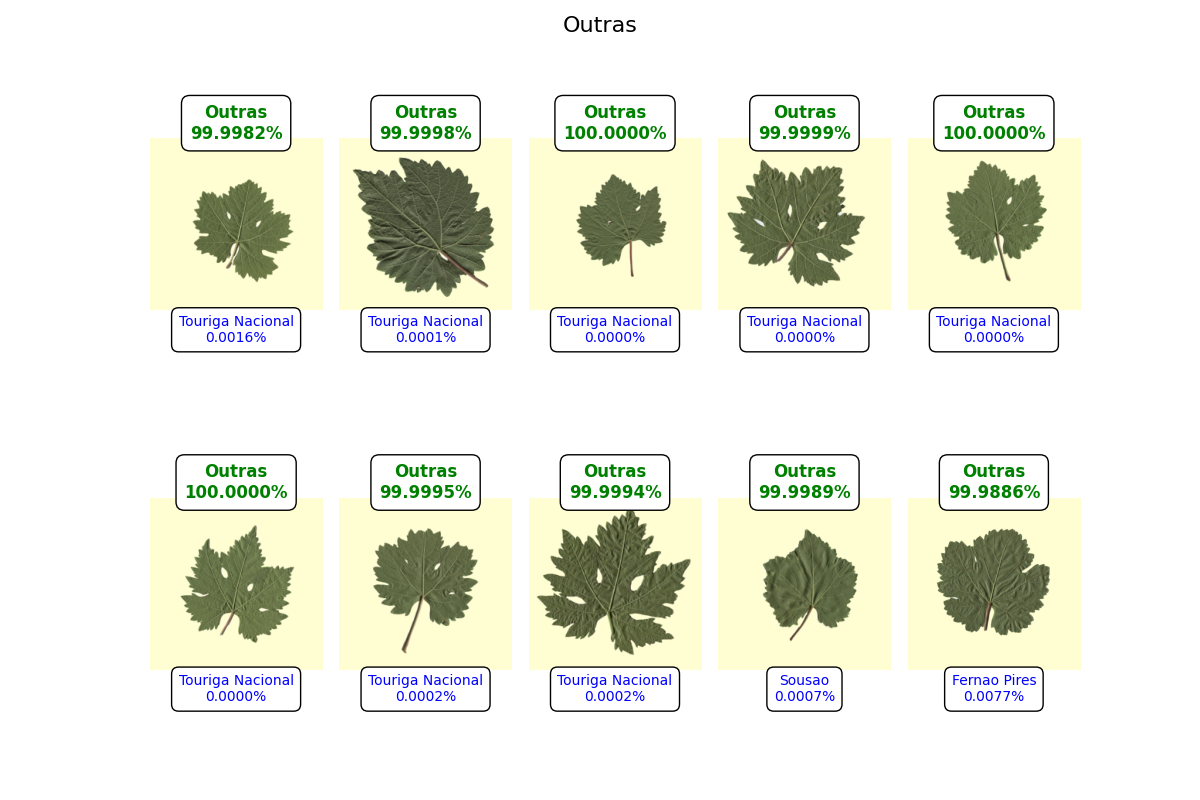 Outras
Outras
99.9982%
Outras
99.9998%
Outras
100.0000%
Outras
99.9999%
Outras
100.0000%
Touriga Nacional
0.0016%
Touriga Nacional
0.0001%
Touriga Nacional
0.0000%
Touriga Nacional
0.0000%
Touriga Nacional
0.0000%
Outras
100.0000%
Outras
99.9995%
Outras
99.9994%
Outras
99.9989%
Outras
99.9886%
Touriga Nacional
0.0000%
Touriga Nacional
0.0002%
Touriga Nacional
0.0002%
Sousao
0.0007%
Fernao Pires
0.0077%